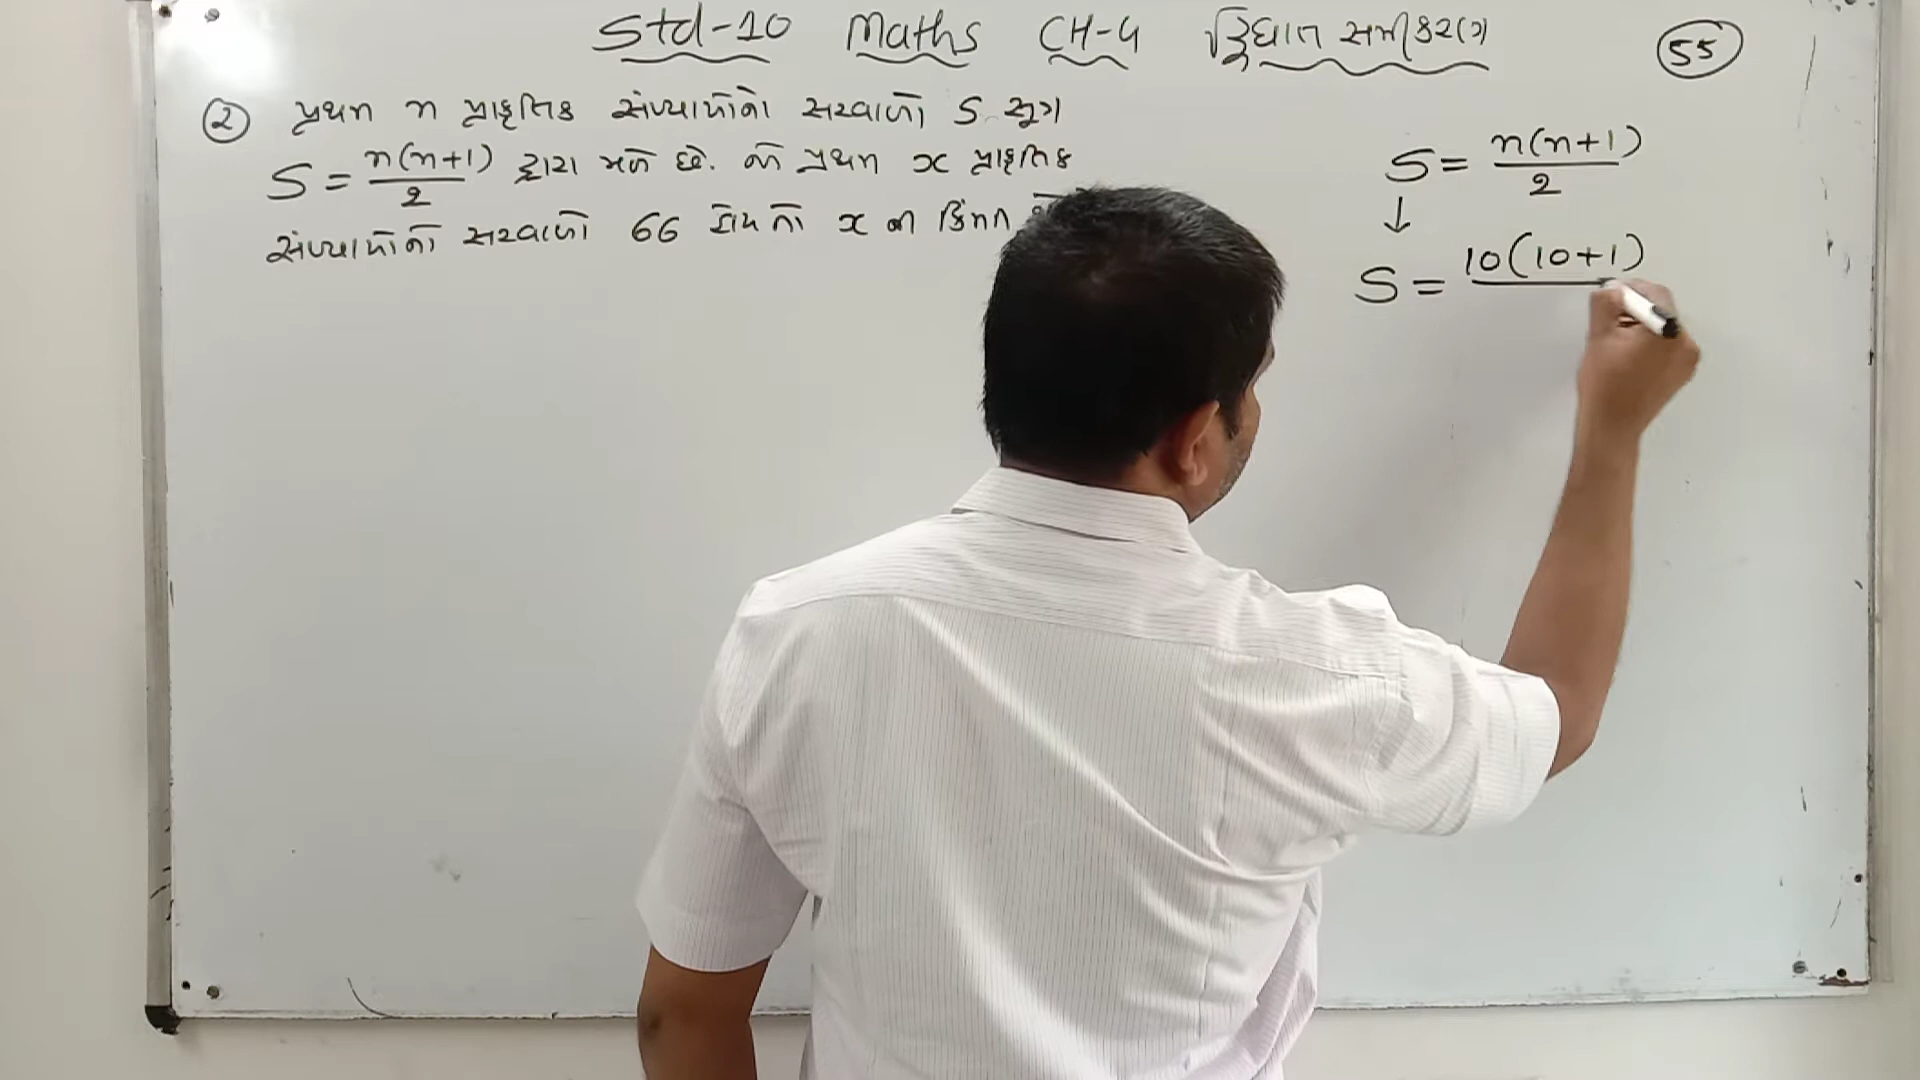 Std-10 Maths CH-4 દ્વિઘાત સમીકરણ
55
2 પ્રથમ n પ્રાકૃતિક સંખ્યાઓનો સરવાળો S સૂત્ર
S = n(n+1)/2 દ્વારા મળે છે. જો પ્રથમ x પ્રાકૃતિક
સંખ્યાઓનો સરવાળો 66 હોય તો x ની કિંમત
S = n(n+1)/2
↓
S = 10(10+1)